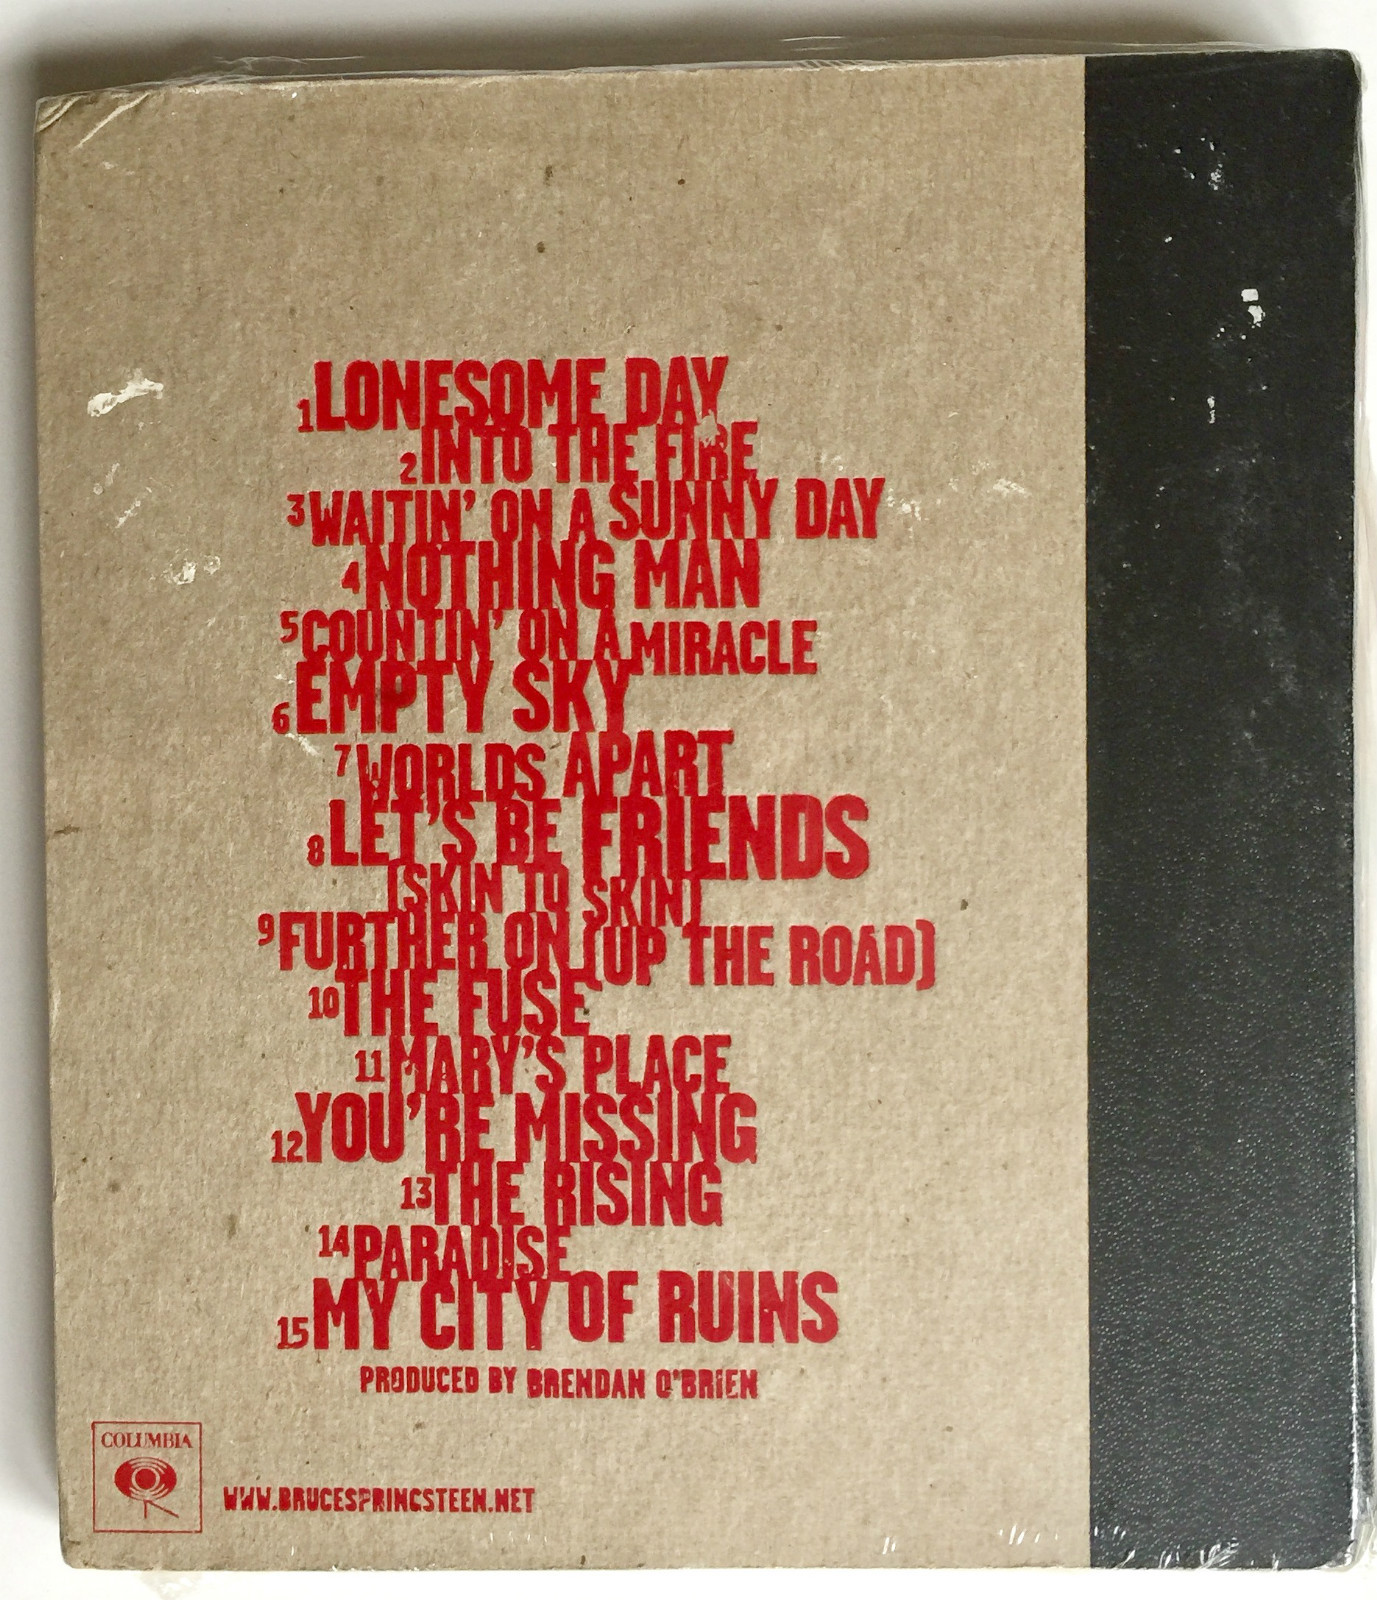 1 LONESOME DAY
2 INTO THE FIRE
3 WAITIN' ON A SUNNY DAY
4 NOTHING MAN
5 COUNTIN' ON A MIRACLE
6 EMPTY SKY
7 WORLDS APART
8 LET'S BE FRIENDS
(SKIN TO SKIN)
9 FURTHER ON (UP THE ROAD)
10 THE FUSE
11 MARY'S PLACE
12 YOU'RE MISSING
13 THE RISING
14 PARADISE
15 MY CITY OF RUINS
PRODUCED BY BRENDAN O'BRIEN
COLUMBIA
WWW.BRUCESPRINGSTEEN.NET